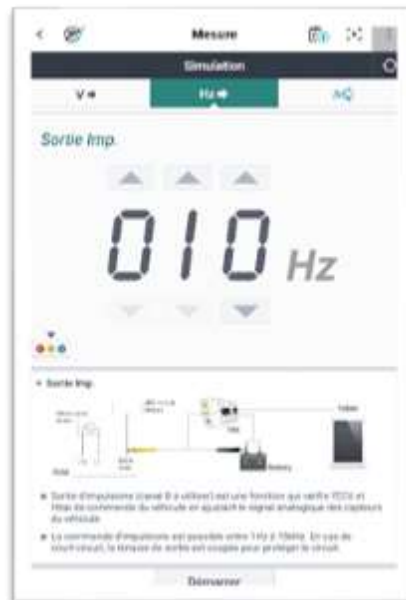 Mesure
Simulation
V
Hz
Sortie Imp.
010 Hz
Sortie Imp.
Tablet
Battery
Sortie d'impulsions (canal B à utiliser) est une fonction qui vérifie l'ECU et
l'état de commande du véhicule en ajustant le signal analogique des capteurs
du véhicule.
La commande d'impulsions est possible entre 1Hz à 10kHz. En cas de
court-circuit, la tension de sortie est coupée pour protéger le circuit.
Démarrer